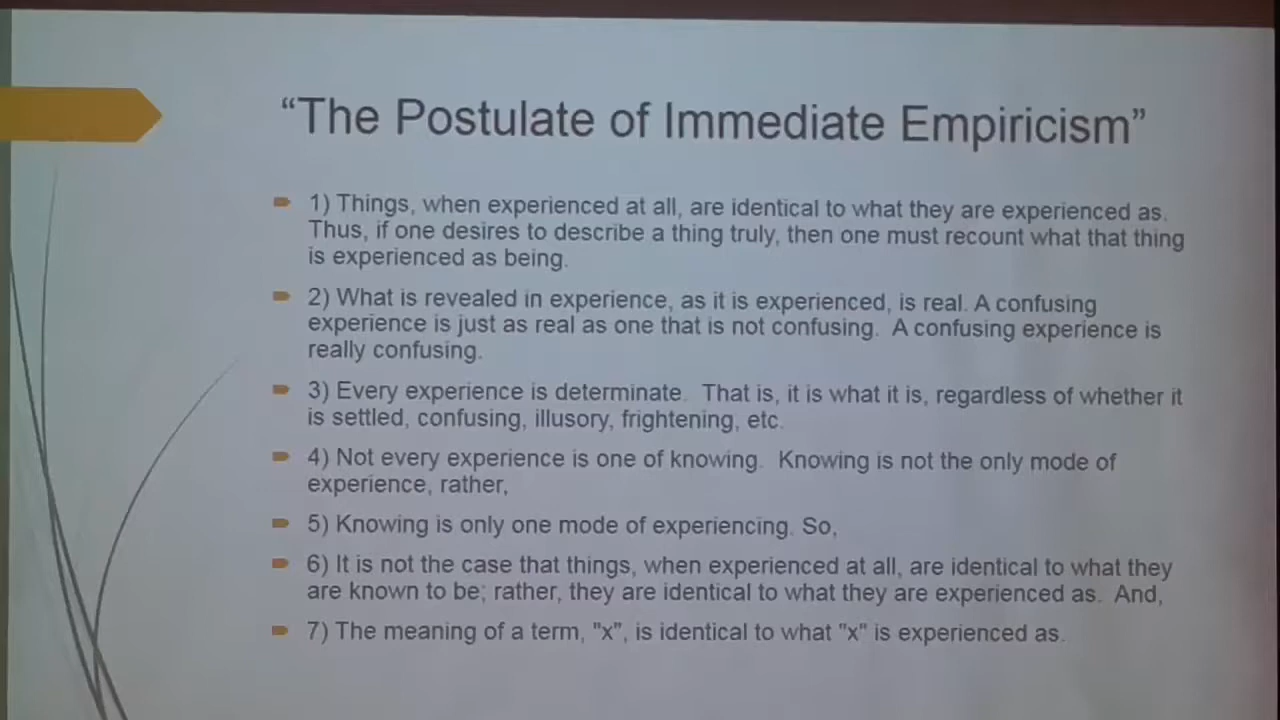 “The Postulate of Immediate Empiricism”
1) Things, when experienced at all, are identical to what they are experienced as.
Thus, if one desires to describe a thing truly, then one must recount what that thing
is experienced as being.
2) What is revealed in experience, as it is experienced, is real. A confusing
experience is just as real as one that is not confusing. A confusing experience is
really confusing.
3) Every experience is determinate. That is, it is what it is, regardless of whether it
is settled, confusing, illusory, frightening, etc.
4) Not every experience is one of knowing. Knowing is not the only mode of
experience, rather,
5) Knowing is only one mode of experiencing. So,
6) It is not the case that things, when experienced at all, are identical to what they
are known to be; rather, they are identical to what they are experienced as. And,
7) The meaning of a term, "x", is identical to what "x" is experienced as.